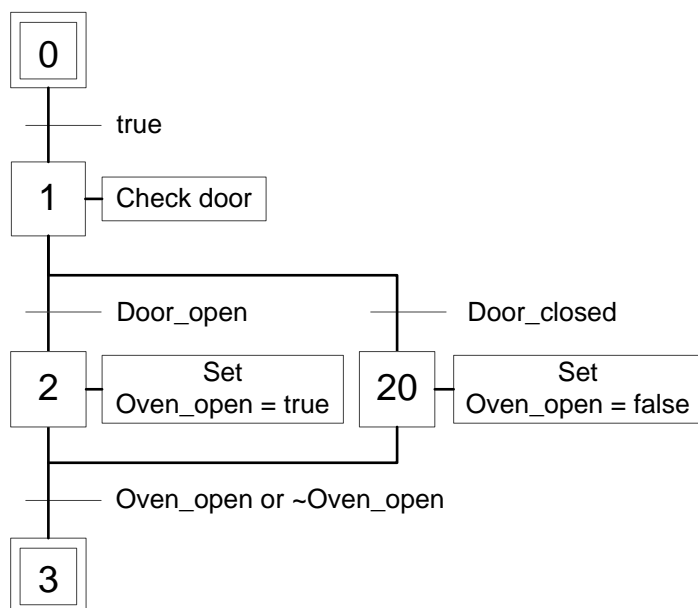 0
true
1
Check door
Door_open
Door_closed
2
Set
Oven_open = true
20
Set
Oven_open = false
Oven_open or ~Oven_open
3